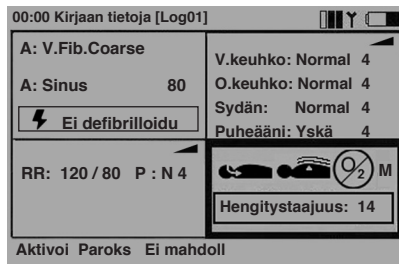 00:00 Kirjaan tietoja [Log01]
A: V.Fib.Coarse
A: Sinus 80
Ei defibrilloidu
V.keuhko: Normal 4
O.keuhko: Normal 4
Sydän: Normal 4
Puheääni: Yskä 4
RR: 120 / 80 P : N 4
O2 M
Hengitystaajuus: 14
Aktivoi Paroks Ei mahdoll